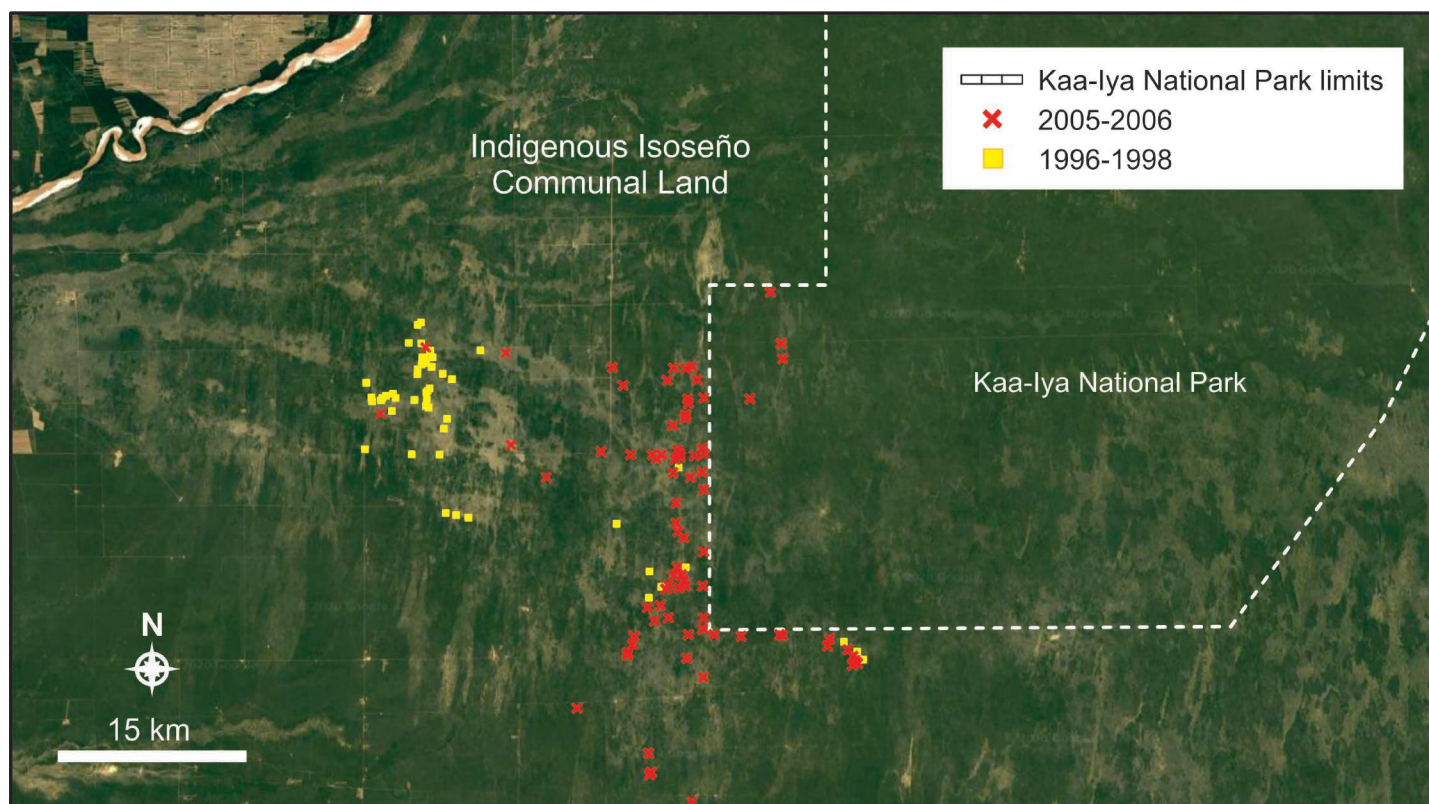 Kaa-Iya National Park limits
2005-2006
1996-1998
Indigenous Isoseño
Communal Land
Kaa-Iya National Park
N
15 km